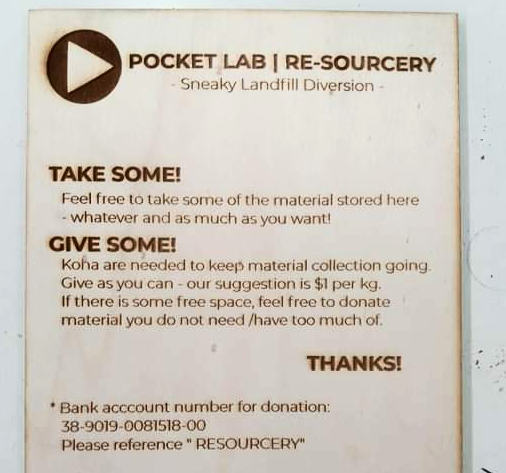 POCKET LAB | RE-SOURCERY
- Sneaky Landfill Diversion -
TAKE SOME!
Feel free to take some of the material stored here
- whatever and as much as you want!
GIVE SOME!
Koha are needed to keep material collection going.
Give as you can - our suggestion is $1 per kg.
If there is some free space, feel free to donate
material you do not need /have too much of.
THANKS!
* Bank acccount number for donation:
38-9019-0081518-00
Please reference " RESOURCERY"